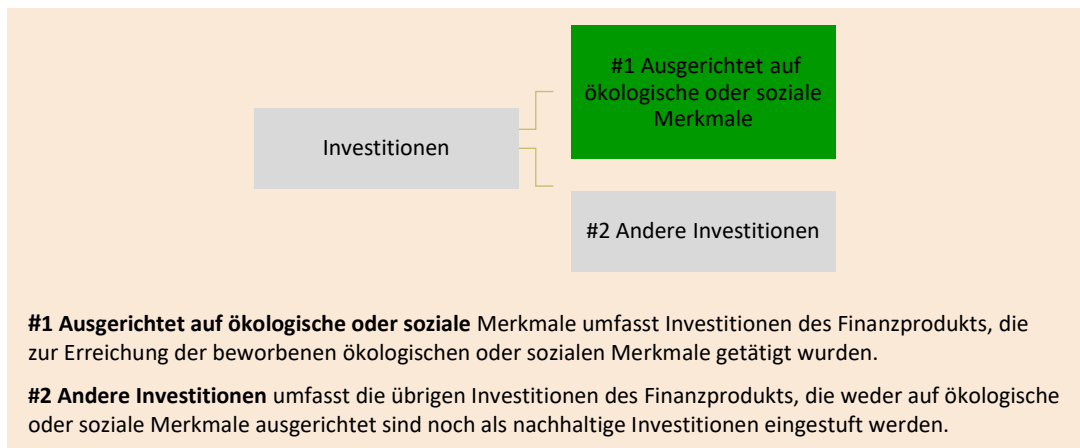 #1 Ausgerichtet auf
ökologische oder soziale
Merkmale
Investitionen
#2 Andere Investitionen
#1 Ausgerichtet auf ökologische oder soziale Merkmale umfasst Investitionen des Finanzprodukts, die
zur Erreichung der beworbenen ökologischen oder sozialen Merkmale getätigt wurden.
#2 Andere Investitionen umfasst die übrigen Investitionen des Finanzprodukts, die weder auf ökologische
oder soziale Merkmale ausgerichtet sind noch als nachhaltige Investitionen eingestuft werden.